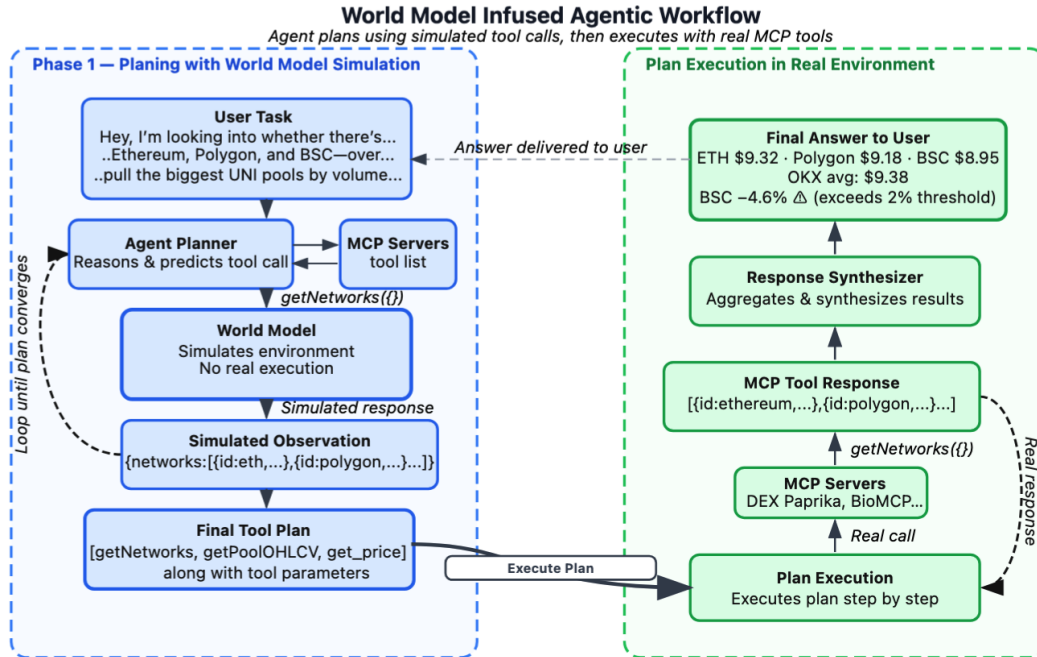 World Model Infused Agentic Workflow
Agent plans using simulated tool calls, then executes with real MCP tools
Phase 1 — Planing with World Model Simulation
User Task
Hey, I'm looking into whether there's...
..Ethereum, Polygon, and BSC—over...
..pull the biggest UNI pools by volume...
Agent Planner
Reasons & predicts tool call
MCP Servers
tool list
getNetworks({})
World Model
Simulates environment
No real execution
Simulated response
Simulated Observation
{networks:[{id:eth,...},{id:polygon,...}...]}
Loop until plan converges
Final Tool Plan
[getNetworks, getPoolOHLCV, get_price]
along with tool parameters
Execute Plan
Answer delivered to user
Plan Execution in Real Environment
Final Answer to User
ETH $9.32 · Polygon $9.18 · BSC $8.95
OKX avg: $9.38
BSC −4.6% ⚠ (exceeds 2% threshold)
Response Synthesizer
Aggregates & synthesizes results
MCP Tool Response
[{id:ethereum,...},{id:polygon,...}...]
getNetworks({})
MCP Servers
DEX Paprika, BioMCP...
Real call
Real response
Plan Execution
Executes plan step by step